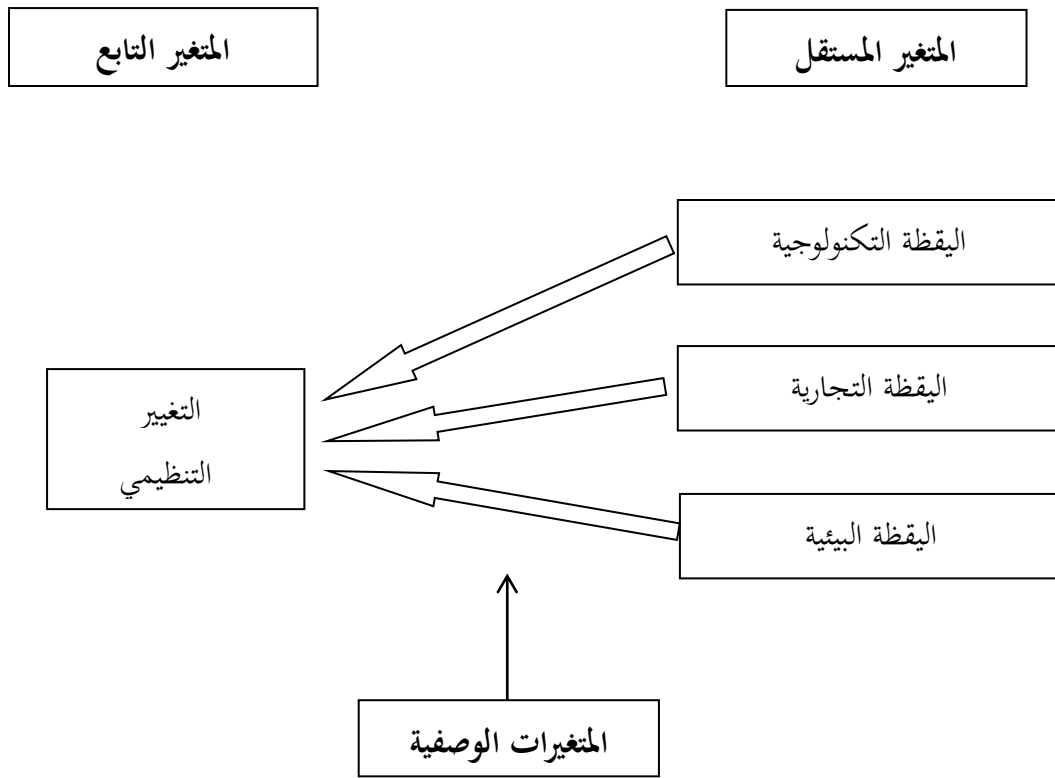 المتغير المستقل
المتغير التابع
اليقظة التكنولوجية
اليقظة التجارية
التغيير
التنظيمي
اليقظة البيئية
المتغيرات الوصفية